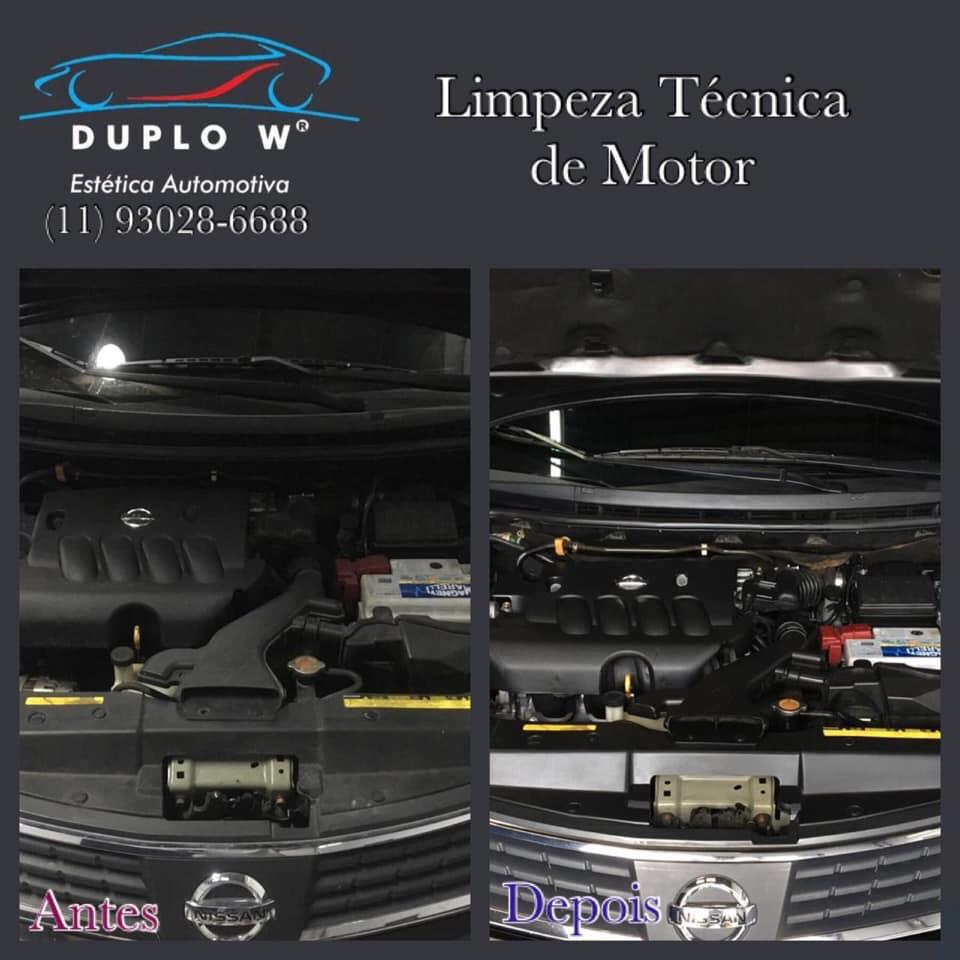 DUPLO W®
Estética Automotiva
(11) 93028-6688
Limpeza Técnica
de Motor
Antes
NISSAN
Depois
NISSAN